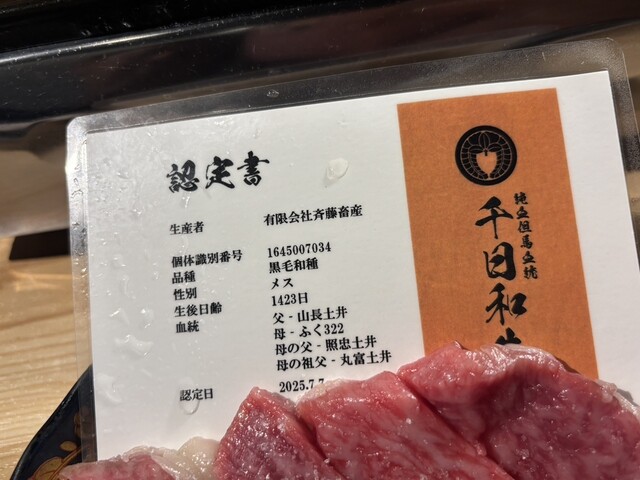 認定書
生産者 有限会社斉藤畜産
個体識別番号 1645007034
品種 黒毛和種
性別 メス
生後日齢 1423日
血統 父 - 山長土井
母 - ふく322
母の父 - 照忠土井
母の祖父 - 丸富土井
認定日 2025.7.7
純血但馬血統
千日和牛